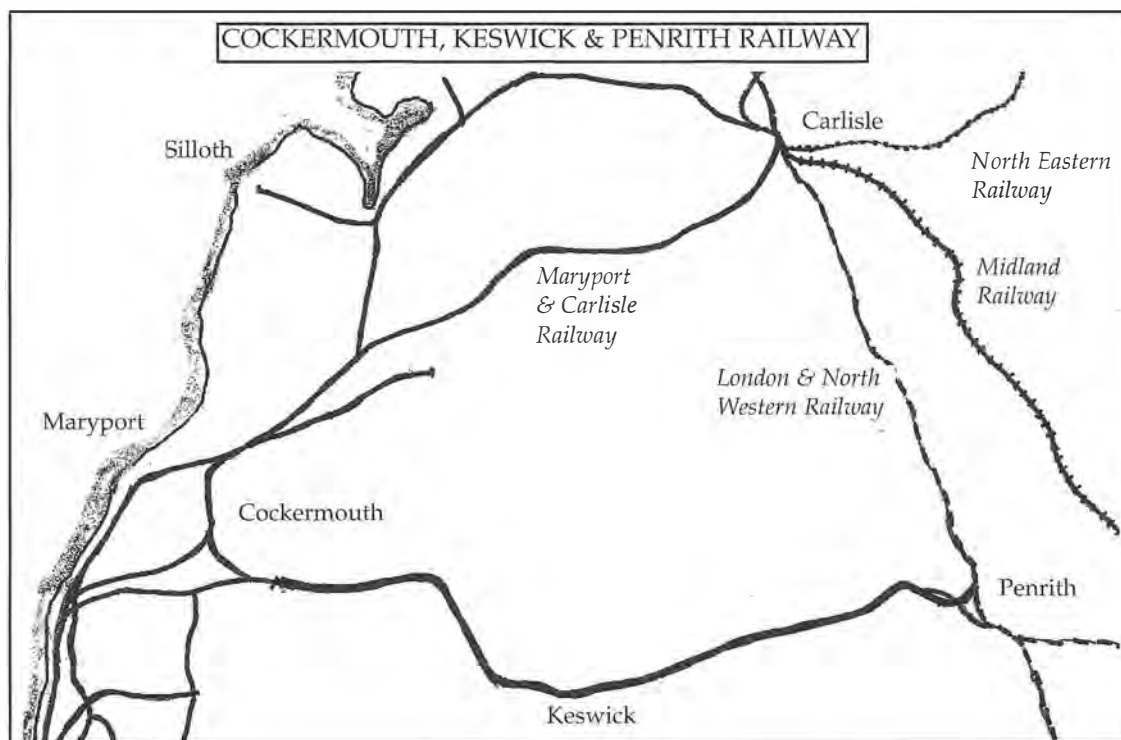 COCKERMOUTH, KESWICK & PENRITH RAILWAY
Carlisle
Silloth
North Eastern
Railway
Midland
Railway
Maryport
& Carlisle
Railway
London & North
Western Railway
Maryport
Cockermouth
Penrith
Keswick